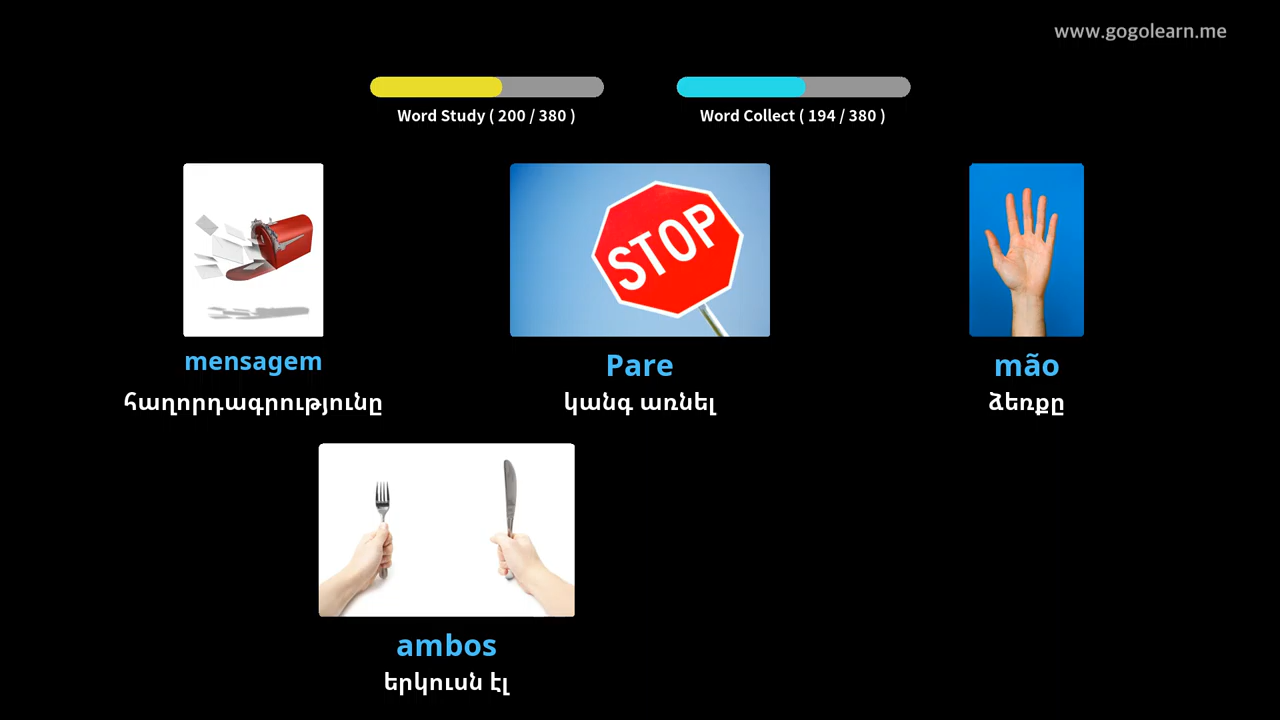 www.gogolearn.me
Word Study ( 200 / 380 )
Word Collect ( 194 / 380 )
STOP
mensagem
հաղորդագրությունը
Pare
կանգ առնել
mão
ձեռքը
ambos
երկուսն էլ